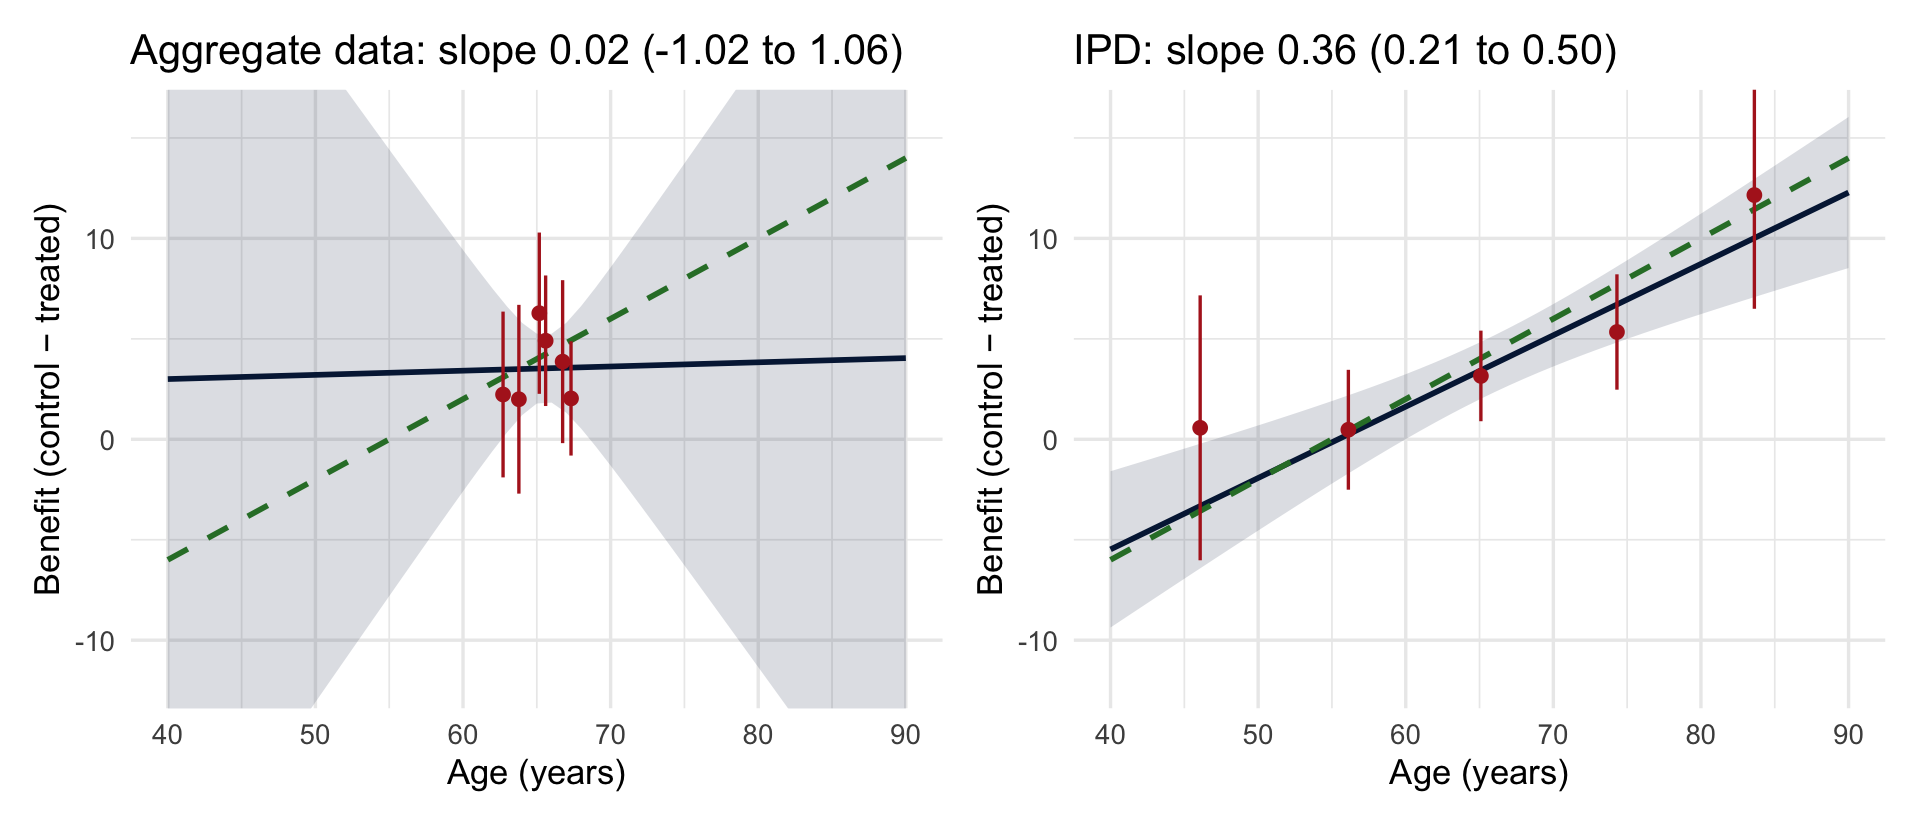 Aggregate data: slope 0.02 (-1.02 to 1.06)
Benefit (control − treated)
10
0
-10
40 50 60 70 80 90
Age (years)
IPD: slope 0.36 (0.21 to 0.50)
Benefit (control − treated)
10
0
-10
40 50 60 70 80 90
Age (years)